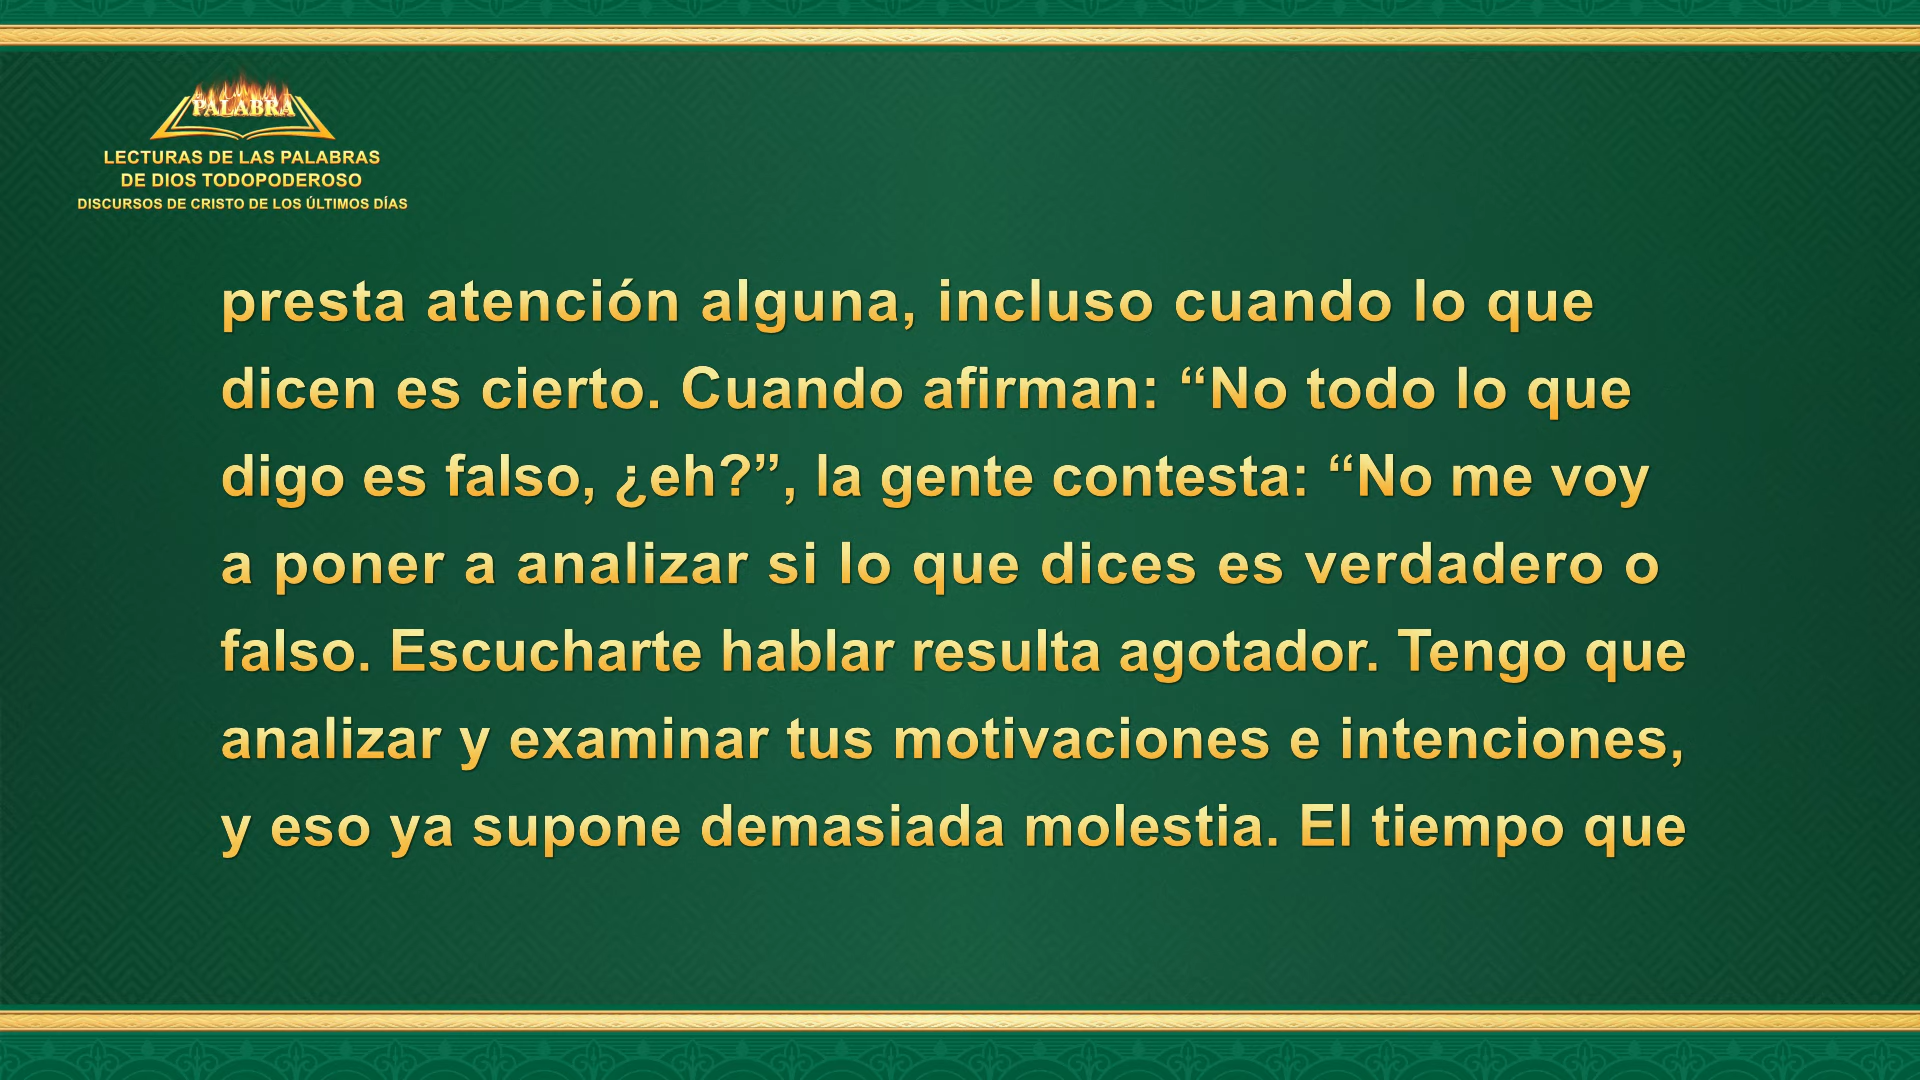 PALABRA
LECTURAS DE LAS PALABRAS
DE DIOS TODOPODEROSO
DISCURSOS DE CRISTO DE LOS ÚLTIMOS DÍAS
presta atención alguna, incluso cuando lo que
dicen es cierto. Cuando afirman: “No todo lo que
digo es falso, ¿eh?”, la gente contesta: “No me voy
a poner a analizar si lo que dices es verdadero o
falso. Escucharte hablar resulta agotador. Tengo que
analizar y examinar tus motivaciones e intenciones,
y eso ya supone demasiada molestia. El tiempo que